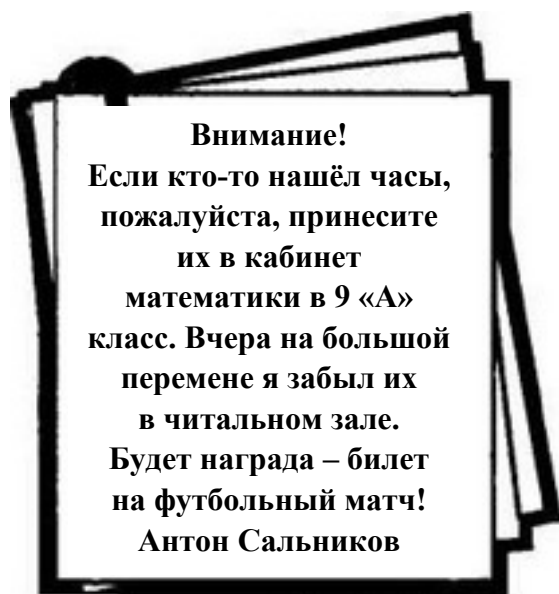 Внимание!
Если кто-то нашёл часы,
пожалуйста, принесите
их в кабинет
математики в 9 «А»
класс. Вчера на большой
перемене я забыл их
в читальном зале.
Будет награда – билет
на футбольный матч!
Антон Сальников